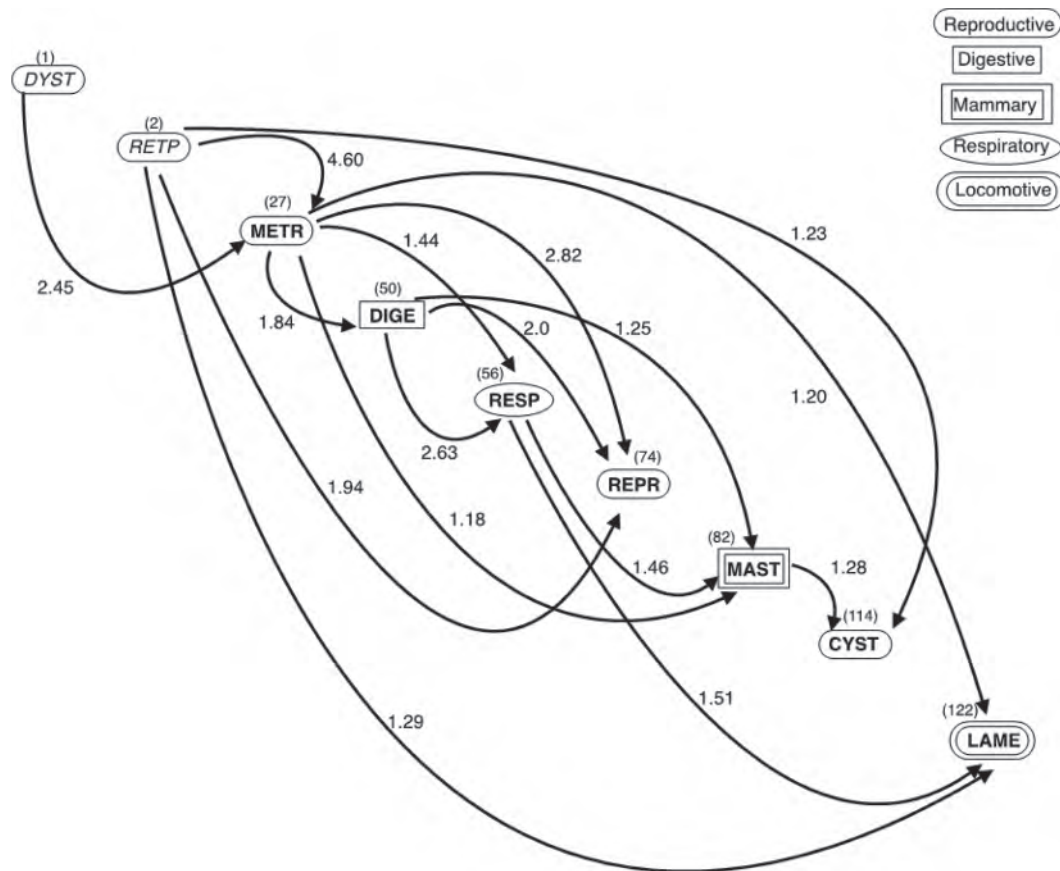 Reproductive
Digestive
Mammary
Respiratory
Locomotive
(1)
DYST
(2)
RETP
4.60
(27)
METR
1.44
2.82
1.23
2.45
(50)
DIGE
1.84
2.0
1.25
(56)
RESP
1.20
2.63
(74)
REPR
1.94
1.18
(82)
MAST
1.46
1.28
(114)
CYST
1.51
1.29
(122)
LAME